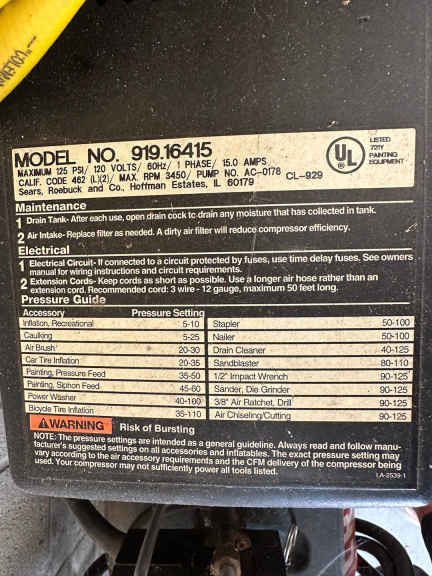 MODEL NO. 919.16415
MAXIMUM 125 PSI/ 120 VOLTS/ 60Hz/ 1 PHASE/ 15.0 AMPS
CALIF. CODE 462 (L)(2)/ MAX. RPM 3450/ PUMP NO. AC-0178 CL-929
Sears, Roebuck and Co., Hoffman Estates, IL 60179
UL
LISTED
72IY
PAINTING
EQUIPMENT
Maintenance
1 Drain Tank- After each use, open drain cock to drain any moisture that has collected in tank.
2 Air Intake- Replace filter as needed. A dirty air filter will reduce compressor efficiency.
Electrical
1 Electrical Circuit- If connected to a circuit protected by fuses, use time delay fuses. See owners
manual for wiring instructions and circuit requirements.
2 Extension Cords- Keep cords as short as possible. Use a longer air hose rather than an
extension cord. Recommended cord: 3 wire - 12 gauge, maximum 50 feet long.
Pressure Guide
Accessory Pressure Setting
Inflation, Recreational 5-10
Caulking 5-25
Air Brush 20-30
Car Tire Inflation 20-35
Painting, Pressure Feed 35-50
Painting, Siphon Feed 45-60
Power Washer 40-160
Bicycle Tire Inflation 35-110
Stapler 50-100
Nailer 50-100
Drain Cleaner 40-125
Sandblaster 80-110
1/2" Impact Wrench 90-125
Sander, Die Grinder 90-125
3/8" Air Ratchet, Drill 90-125
Air Chiseling/Cutting 90-125
WARNING Risk of Bursting
NOTE: The pressure settings are intended as a general guideline. Always read and follow manu-
facturer's suggested settings on all accessories and inflatables. The exact pressure setting may
vary according to the air accessory requirements and the CFM delivery of the compressor being
used. Your compressor may not sufficiently power all tools listed.
LA-2539-1